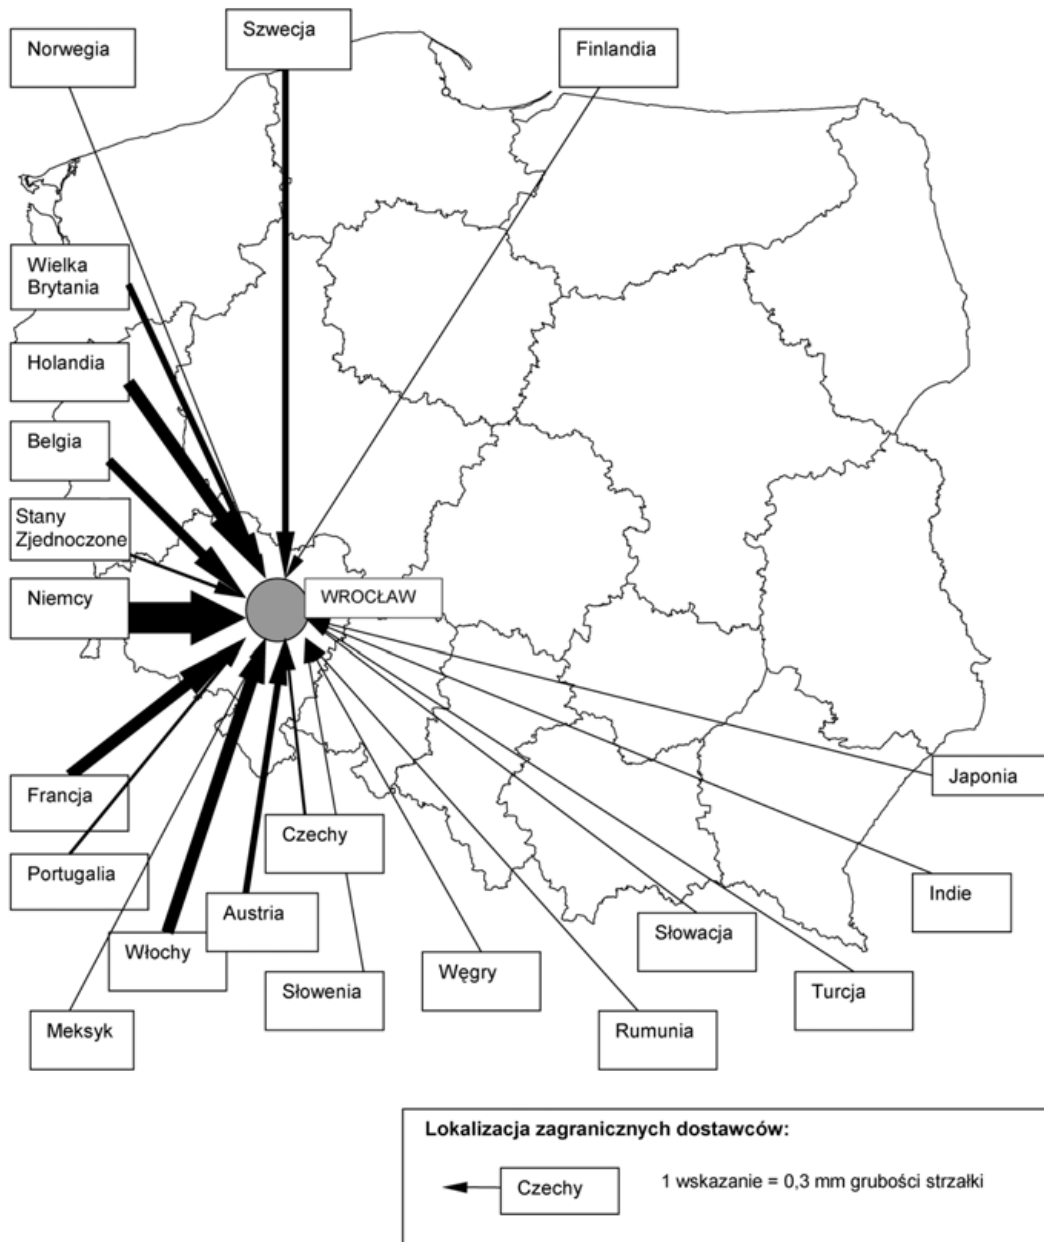 Norwegia
Szwecja
Finlandia
Wielka
Brytania
Holandia
Belgia
Stany
Zjednoczone
Niemcy
WROCŁAW
Francja
Japonia
Czechy
Portugalia
Indie
Austria
Słowacja
Włochy
Węgry
Słowenia
Turcja
Meksyk
Rumunia
Lokalizacja zagranicznych dostawców:
Czechy
1 wskazanie = 0,3 mm grubości strzałki